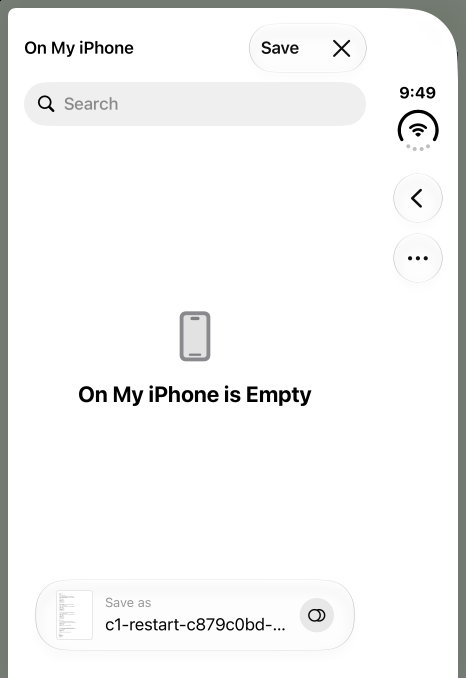 On My iPhone
Save
9:49
Search
On My iPhone is Empty
Save as
c1-restart-c879c0bd-...